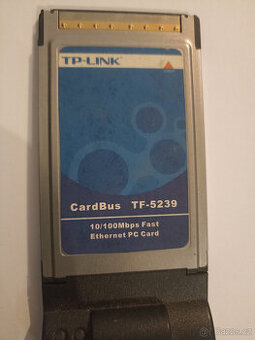 TP-LINK
CardBus TF-5239
10/100Mbps Fast
Ethernet PC Card